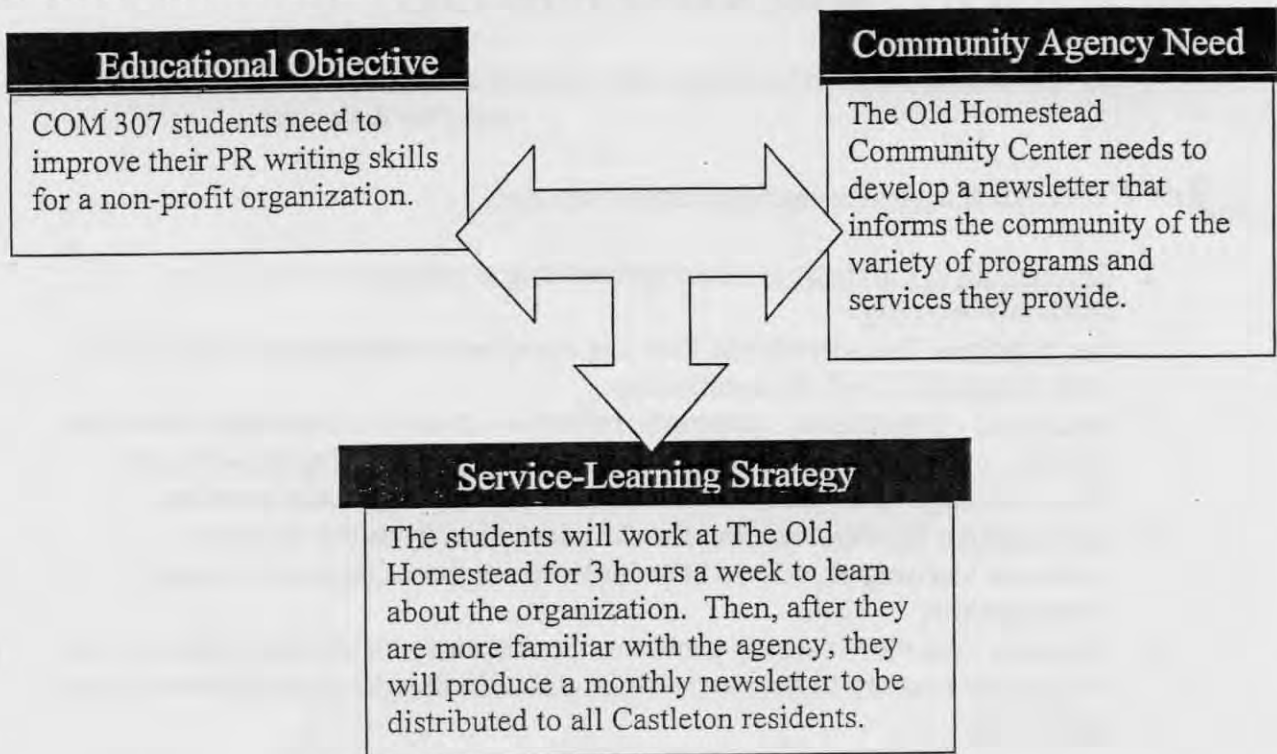 Educational Objective
COM 307 students need to
improve their PR writing skills
for a non-profit organization.
Community Agency Need
The Old Homestead
Community Center needs to
develop a newsletter that
informs the community of the
variety of programs and
services they provide.
Service-Learning Strategy
The students will work at The Old
Homestead for 3 hours a week to learn
about the organization.  Then, after they
are more familiar with the agency, they
will produce a monthly newsletter to be
distributed to all Castleton residents.